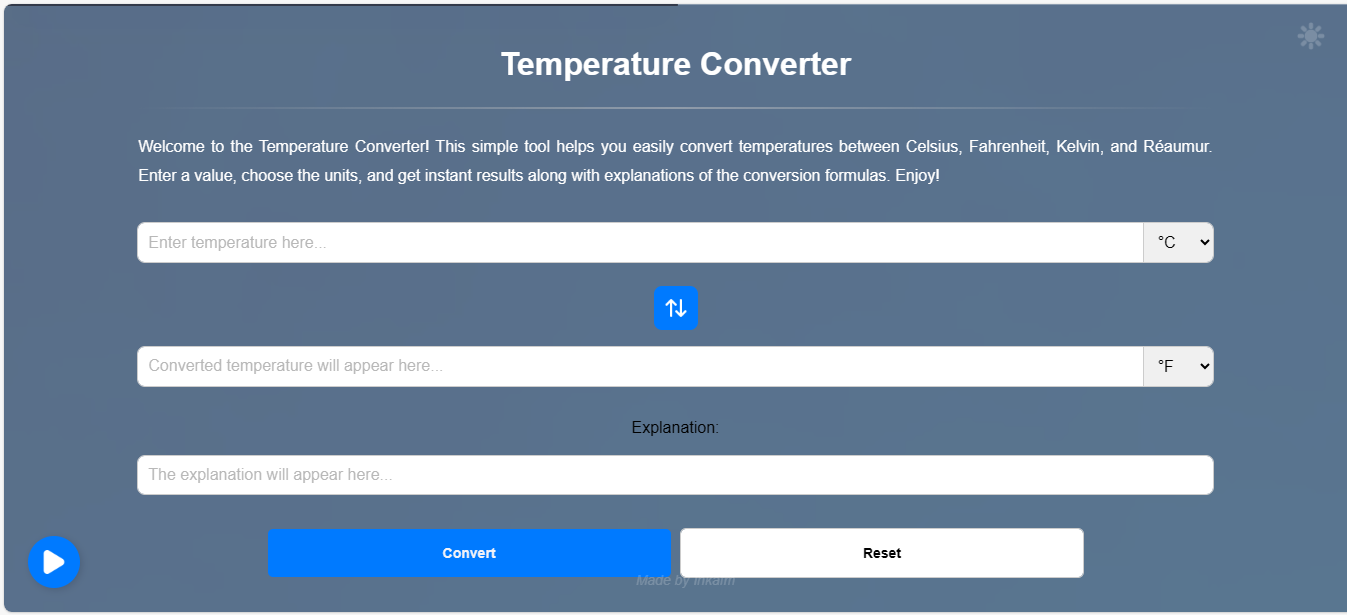 Temperature Converter
Welcome to the Temperature Converter! This simple tool helps you easily convert temperatures between Celsius, Fahrenheit, Kelvin, and Réaumur.
Enter a value, choose the units, and get instant results along with explanations of the conversion formulas. Enjoy!
Enter temperature here...
°C
Converted temperature will appear here...
°F
Explanation:
The explanation will appear here...
Convert
Reset
Made by